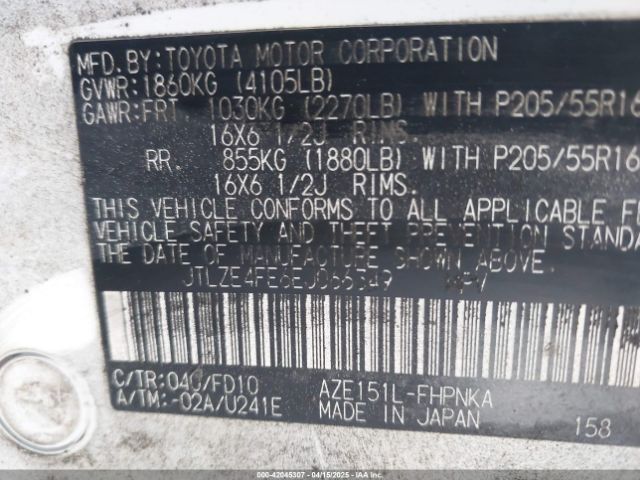 MFD.BY:TOYOTA MOTOR CORPORATION
GVWR:1860KG (4105LB)
GAWR:FRT 1030KG (2270LB) WITH P205/55R16
16X6 1/2J RIMS.
RR. 855KG (1880LB) WITH P205/55R16
16X6 1/2J RIMS.
THIS VEHICLE CONFORMS TO ALL APPLICABLE F
VEHICLE SAFETY AND THEFT PREVENTION STANDA
THE DATE OF MANUFACTURE SHOWN ABOVE.
MPV
C/TR:040/FD10 AZE151L-FHPNKA
A/TM:-02A/U241E MADE IN JAPAN 158
000-42045307 - 04/15/2025 - IAAI.COM